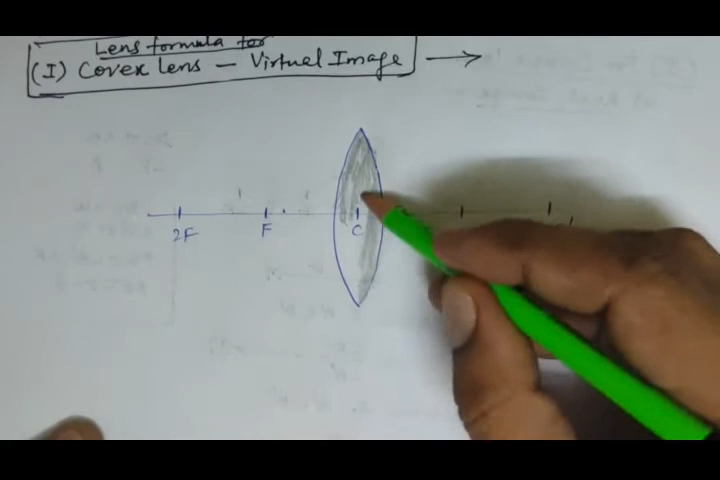 Lens formula for
(I) Covex Lens — Virtual Image →
2F F C